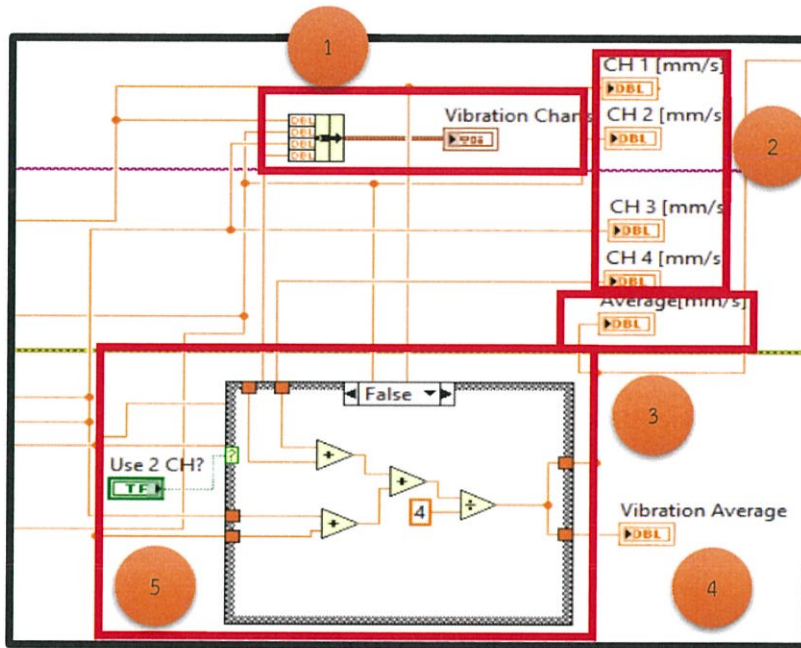 1
CH 1 [mm/s]
DBL
Vibration Chans
DBL
DBL
DBL
DBL
CH 2 [mm/s]
DBL
2
CH 3 [mm/s]
DBL
CH 4 [mm/s]
DBL
Average[mm/s]
DBL
False
3
Use 2 CH?
?
TF
+
+
+
4
÷
Vibration Average
DBL
5
4